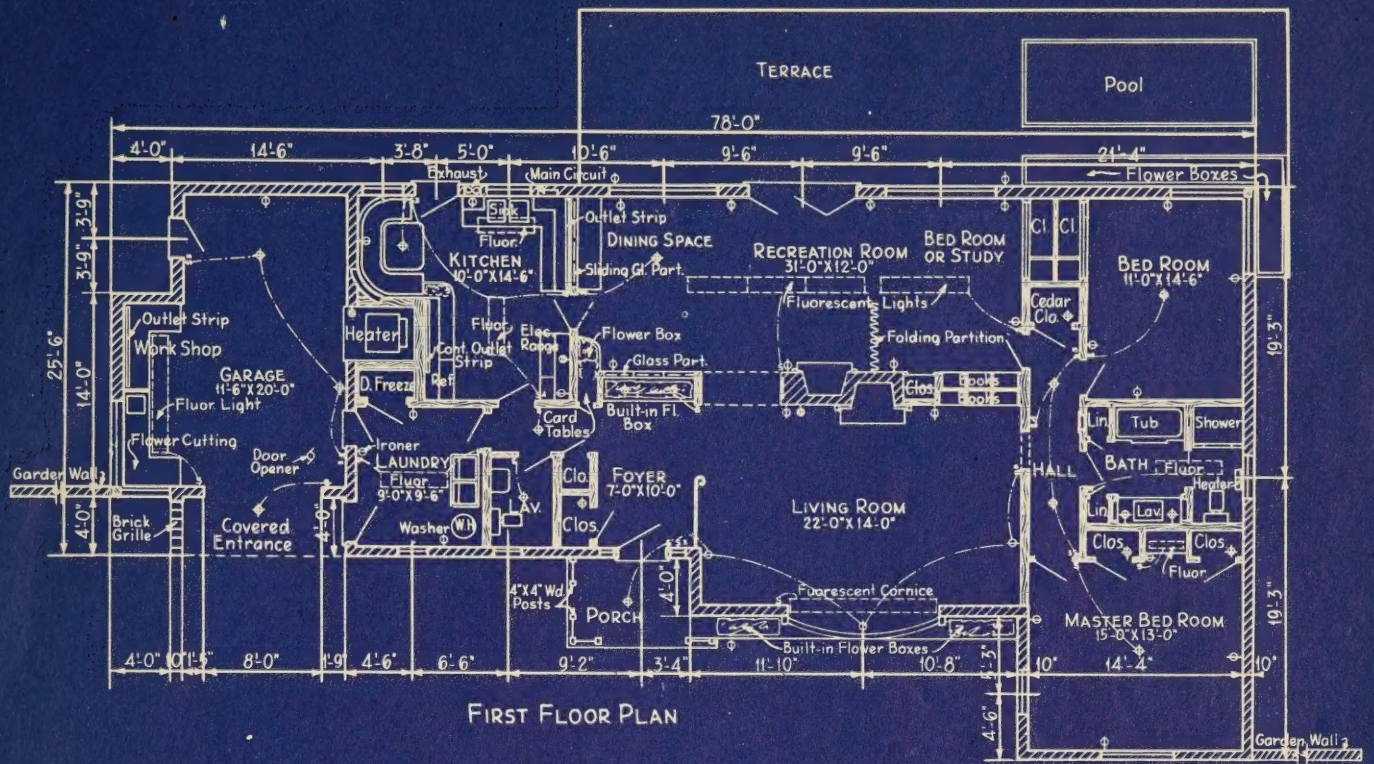 TERRACE
Pool
78'-0"
4'-0" 14'-6" 3'-8" 5'-0" 10'-6" 9'-6" 9'-6" 21'-4"
Exhaust
Main Circuit
Flower Boxes
25'-6"
3'-9"
3'-9"
14'-0"
4'-0"
Sink
Fluor.
KITCHEN
10'-0"X14'-6"
Outlet Strip
DINING SPACE
Sliding Gl. Part.
RECREATION ROOM
31'-0"X12'-0"
Fluorescent Lights
BED ROOM
OR STUDY
Cl.
Cl.
Cedar
Clo.
BED ROOM
11'-0"X14'-6"
19'-3"
Outlet Strip
Work Shop
GARAGE
11'-6"X20'-0"
Fluor. Light
Flower Cutting
Door
Opener
Garden Wall
Brick
Grille
Covered
Entrance
4'-0"
Heater
D. Freeze
Cont. Outlet
Strip
Ref
Fluor.
Elec.
Range
Flower Box
Glass Part.
Built-in Fl.
Box
Card
Tables
Folding Partition
Clos
Books
Books
Ironer
LAUNDRY
Fluor
9'-0"X9'-6"
Washer
W.H
Lav.
Clo.
Clos.
FOYER
7'-0"X10'-0"
LIVING ROOM
22'-0"X14'-0"
HALL
Lin.
Tub
Shower
BATH
Fluor
Heater
Lin
Lav.
Clos.
Clos.
Fluor.
4"X4" Wd.
Posts
PORCH
4'-0"
Fuorescent Cornice
Built-in Flower Boxes
MASTER BED ROOM
15'-0"X13'-0"
19'-3"
4'-0" 10" 1'-5" 8'-0" 1'-9" 4'-6" 6'-6" 9'-2" 3'-4" 11'-10" 10'-8" 10" 14'-4" 10"
5'-3"
4'-6"
Garden Wall
FIRST FLOOR PLAN